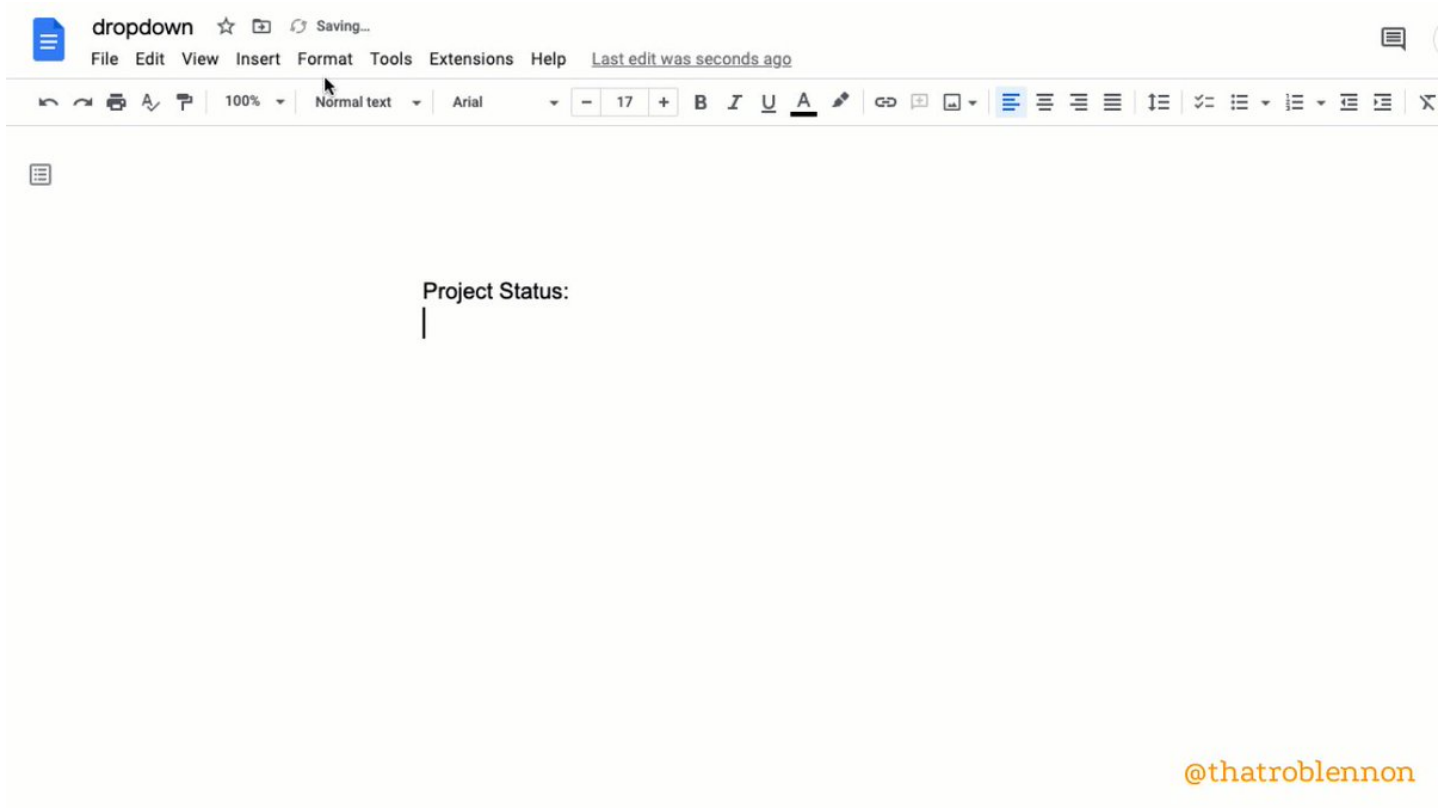 dropdown Saving...
File Edit View Insert Format Tools Extensions Help Last edit was seconds ago
100% Normal text Arial - 17 + B I U A
Project Status:
@thatroblennon